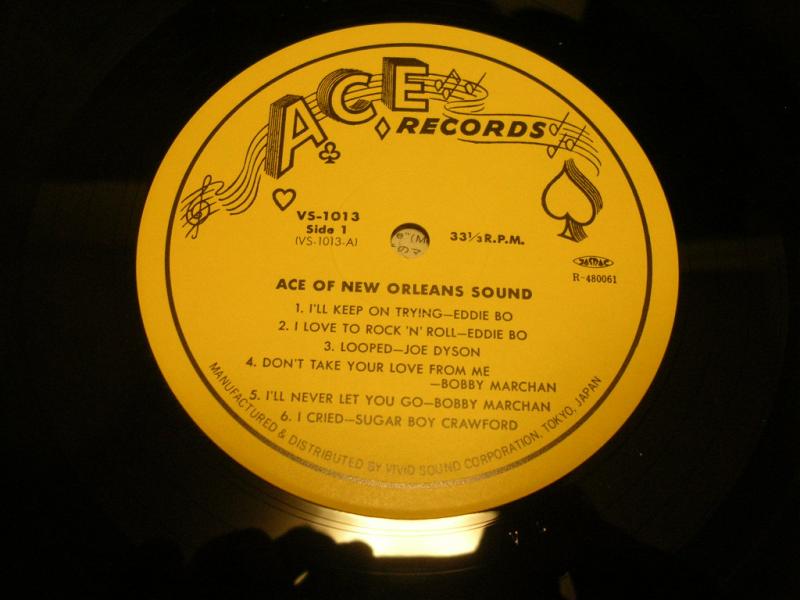 ACE
RECORDS
VS-1013
Side 1
(VS-1013-A)
33⅓ R.P.M.
JASRAC
R-480061
ACE OF NEW ORLEANS SOUND
1. I'LL KEEP ON TRYING—EDDIE BO
2. I LOVE TO ROCK 'N' ROLL—EDDIE BO
3. LOOPED—JOE DYSON
4. DON'T TAKE YOUR LOVE FROM ME
—BOBBY MARCHAN
5. I'LL NEVER LET YOU GO—BOBBY MARCHAN
6. I CRIED—SUGAR BOY CRAWFORD
MANUFACTURED & DISTRIBUTED BY VIVID SOUND CORPORATION, TOKYO, JAPAN